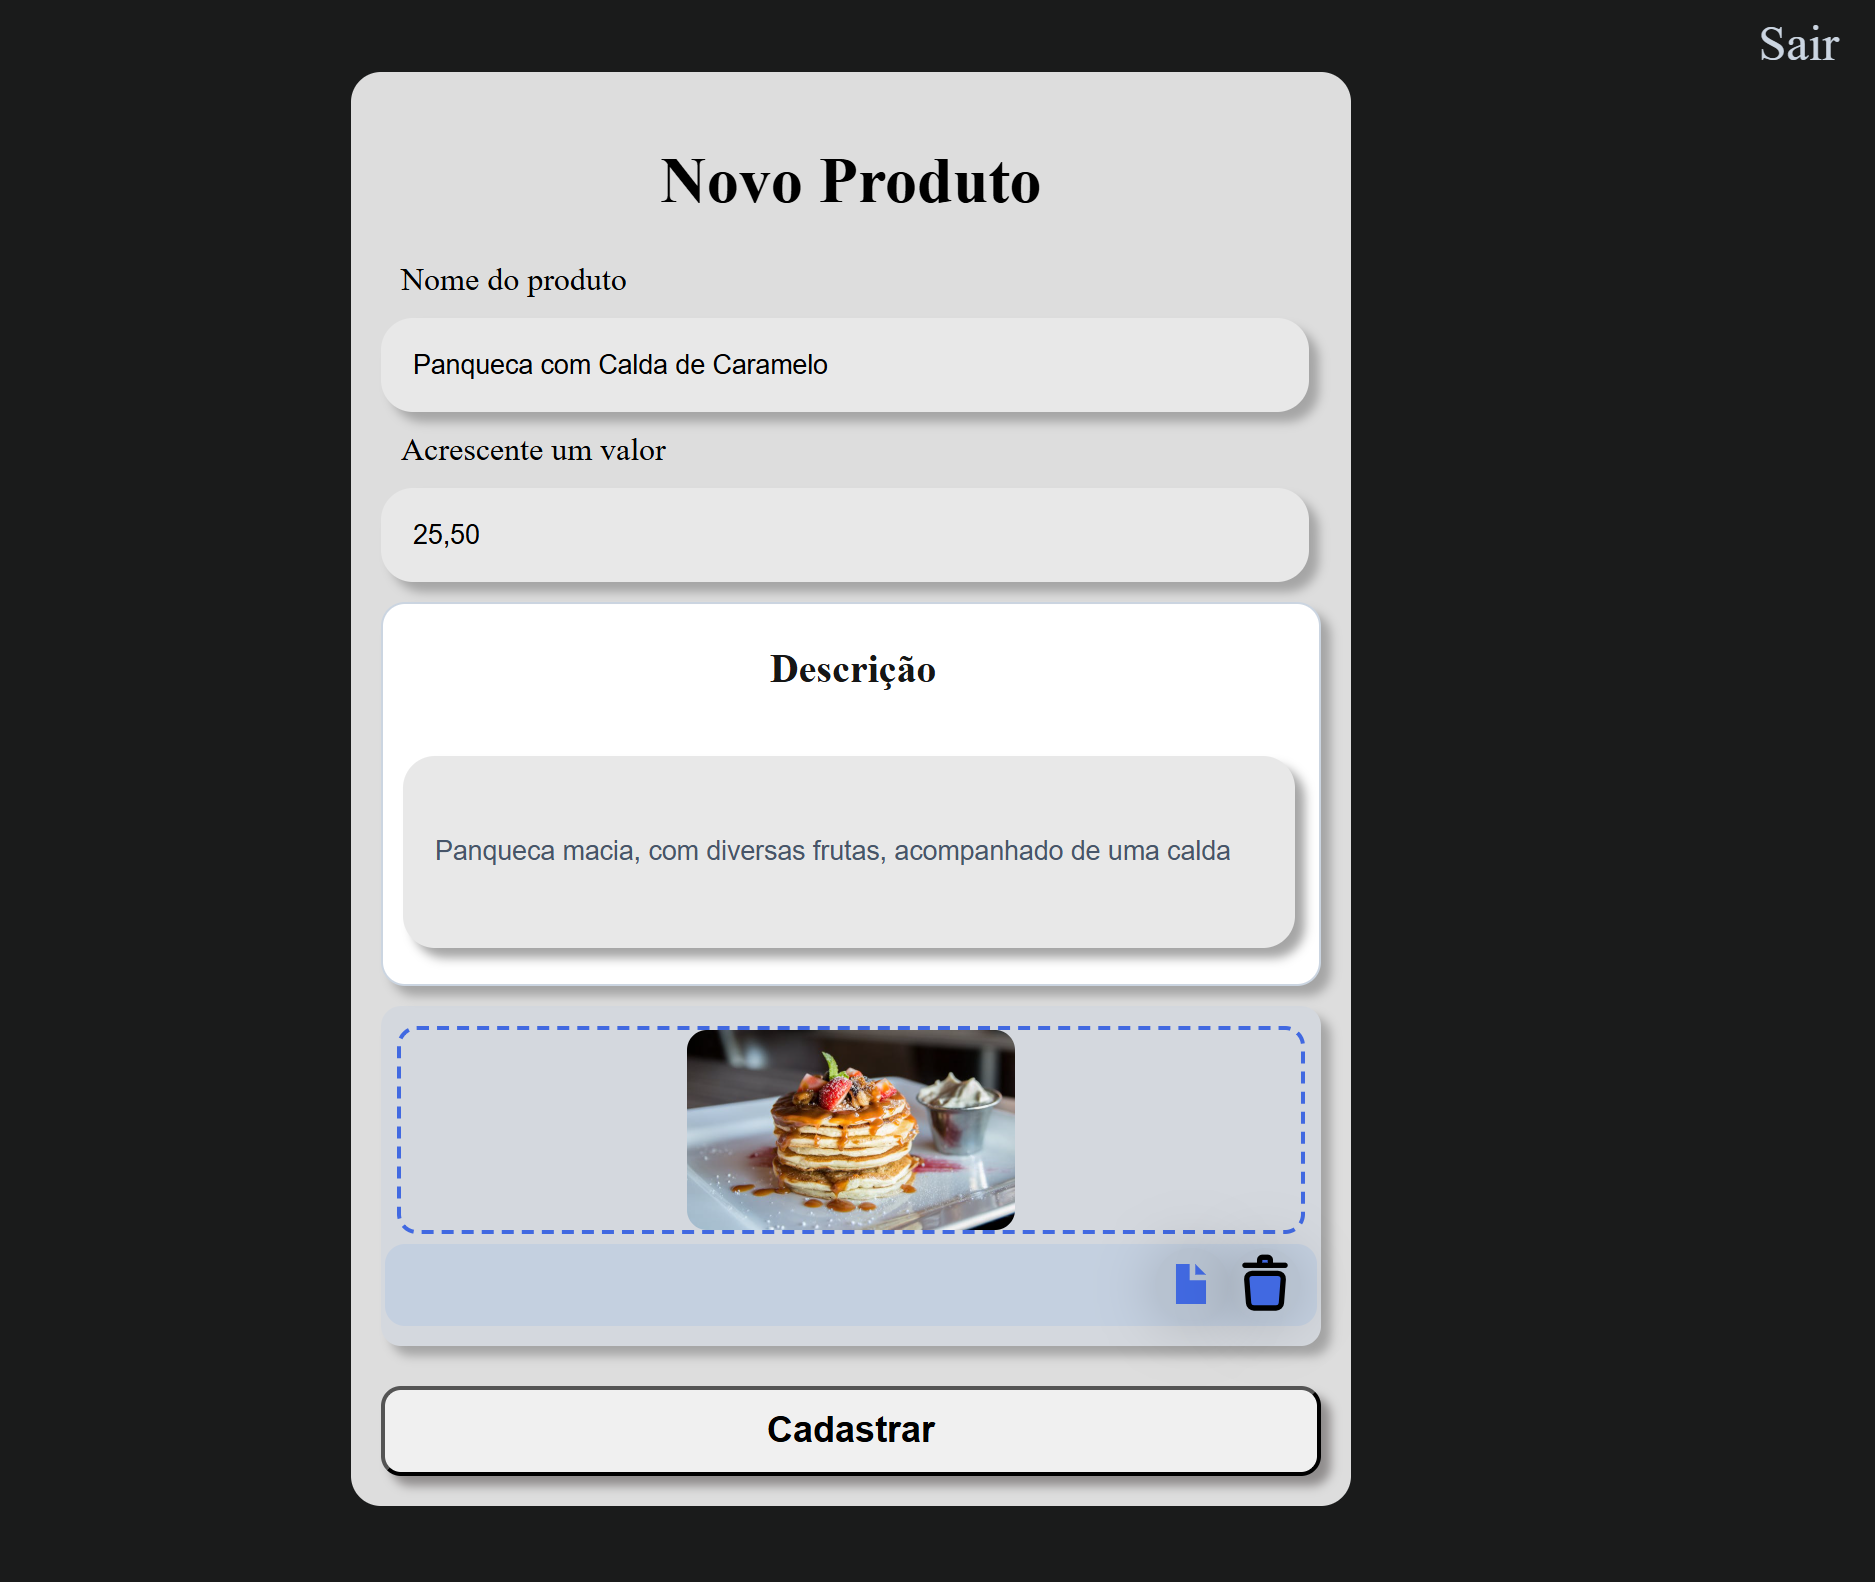 Sair
Novo Produto
Nome do produto
Panqueca com Calda de Caramelo
Acrescente um valor
25,50
Descrição
Panqueca macia, com diversas frutas, acompanhado de uma calda
Cadastrar